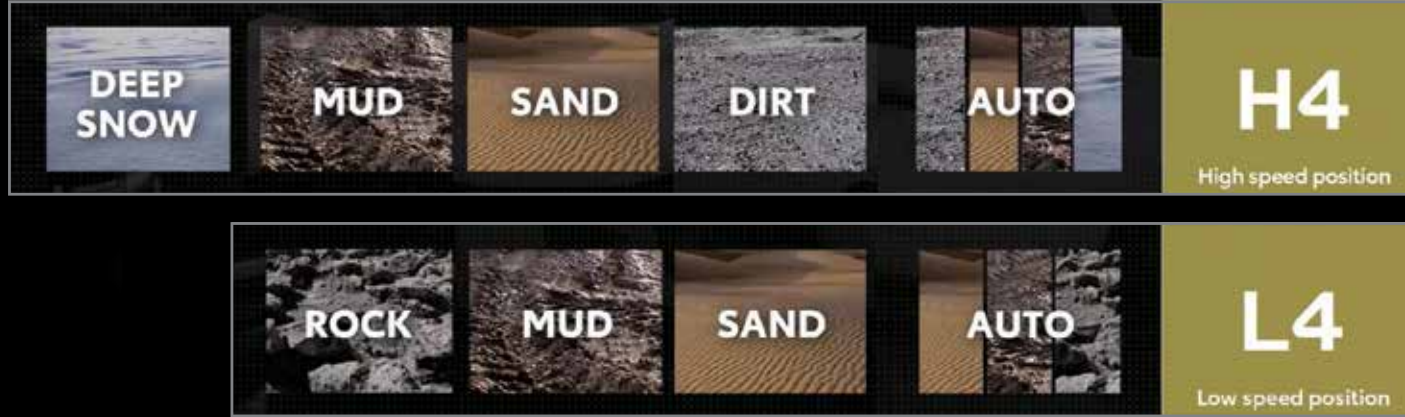 DEEP
SNOW
MUD
SAND
DIRT
AUTO
H4
High speed position
ROCK
MUD
SAND
AUTO
L4
Low speed position